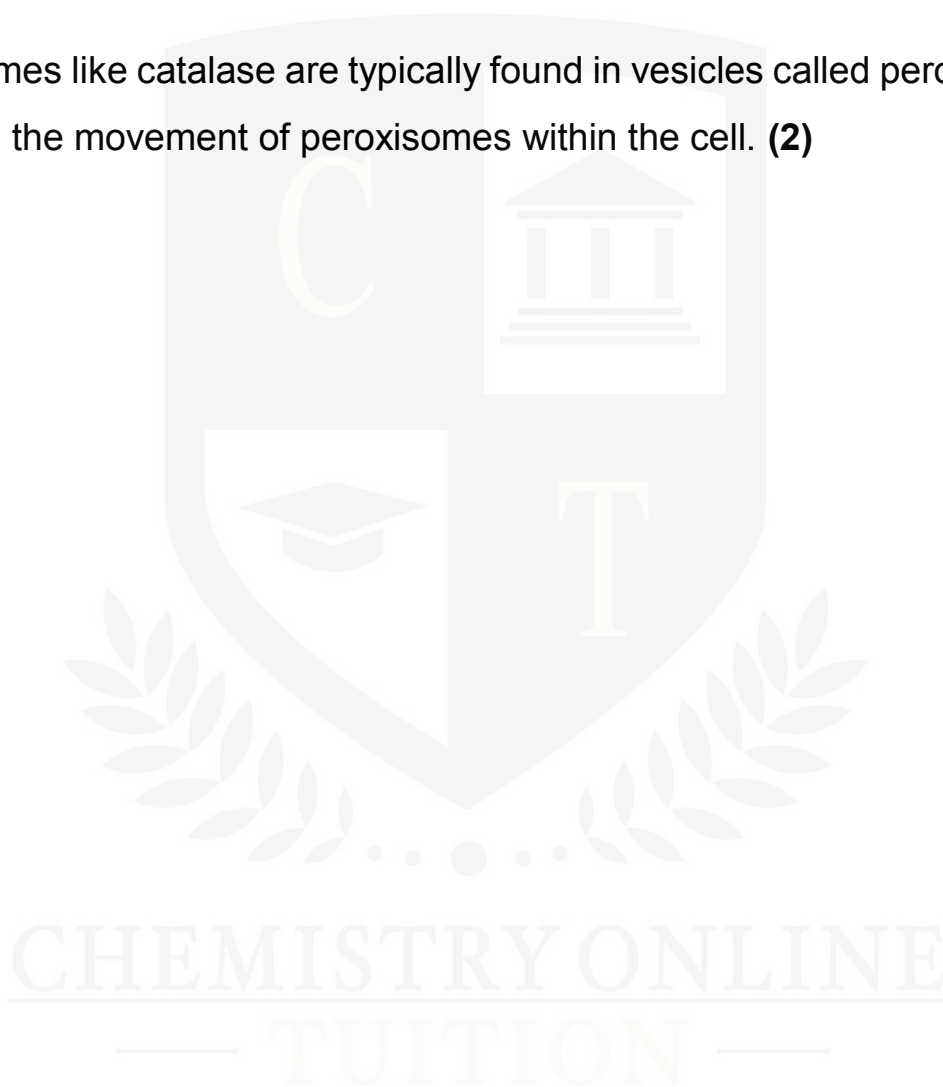 mes like catalase are typically found in vesicles called pero
the movement of peroxisomes within the cell. (2)
C
T
CHEMISTRY ONLINE
TUITION